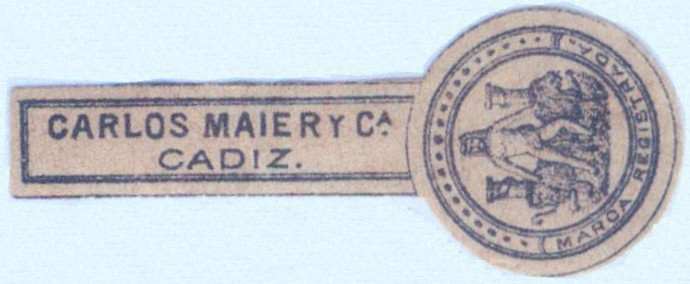 CARLOS MAIER Y CA.
CADIZ.
MARCA REGISTRADA